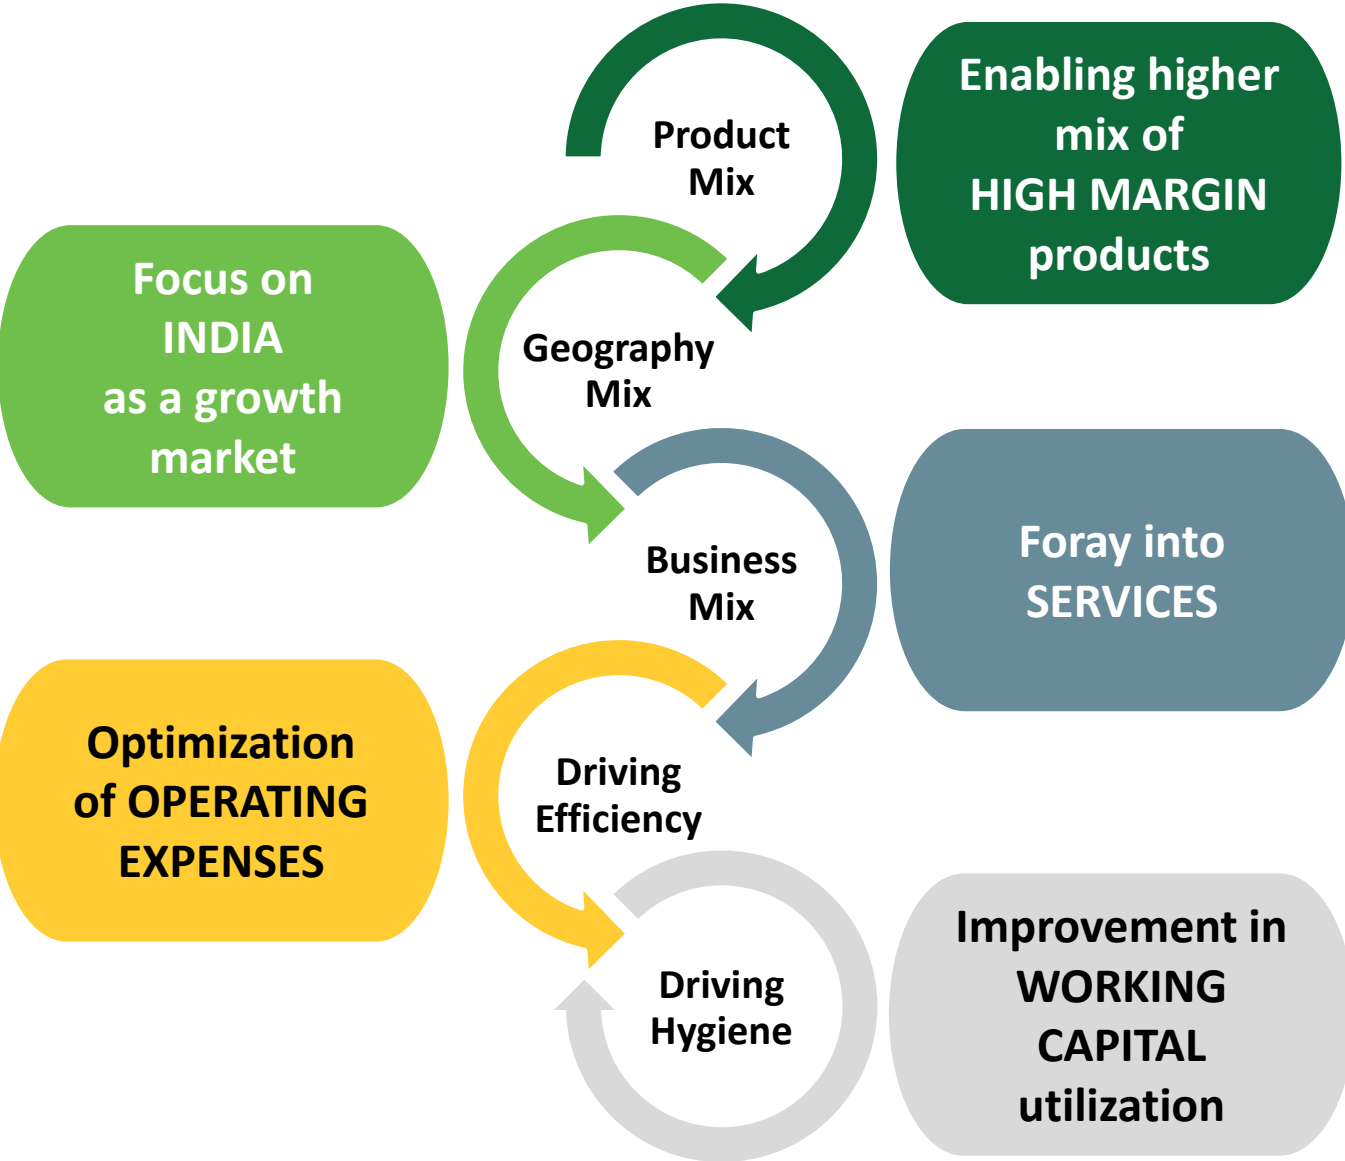 Product
Mix
Enabling higher
mix of
HIGH MARGIN
products
Focus on
INDIA
as a growth
market
Geography
Mix
Business
Mix
Foray into
SERVICES
Optimization
of OPERATING
EXPENSES
Driving
Efficiency
Driving
Hygiene
Improvement in
WORKING
CAPITAL
utilization